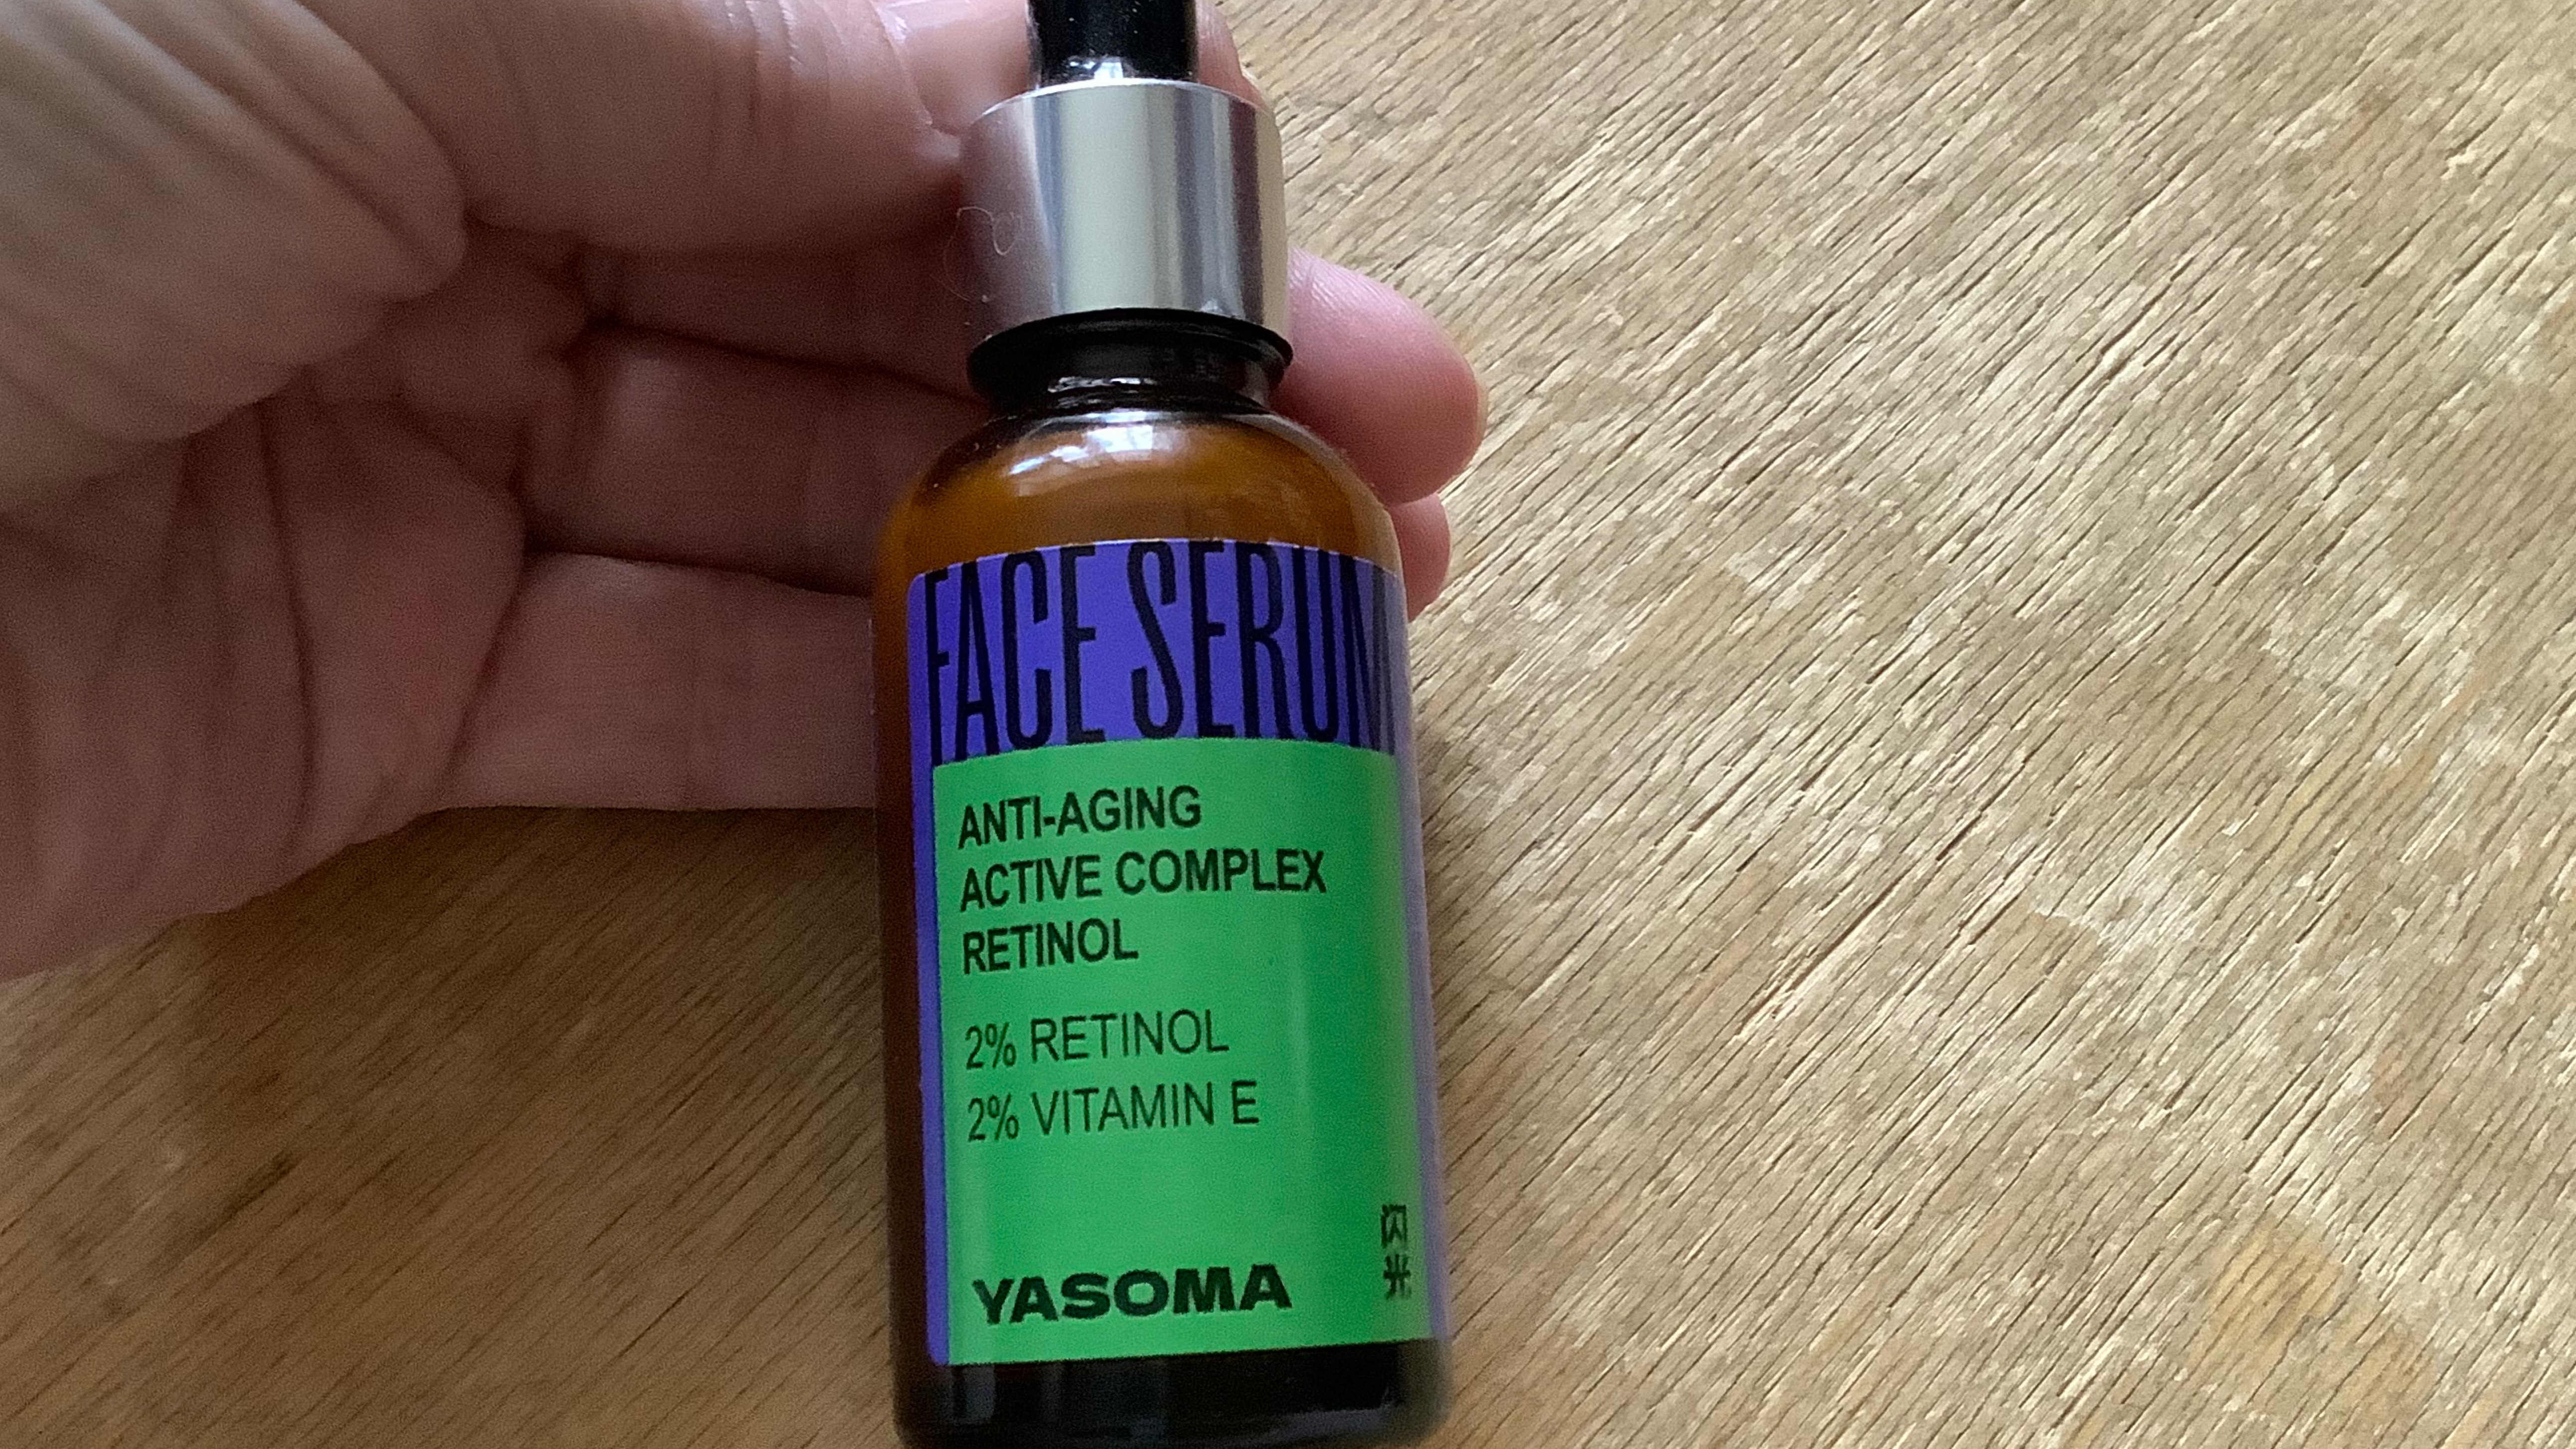 FACE SERUM
ANTI-AGING
ACTIVE COMPLEX
RETINOL
2% RETINOL
2% VITAMIN E
YASOMA
闪光